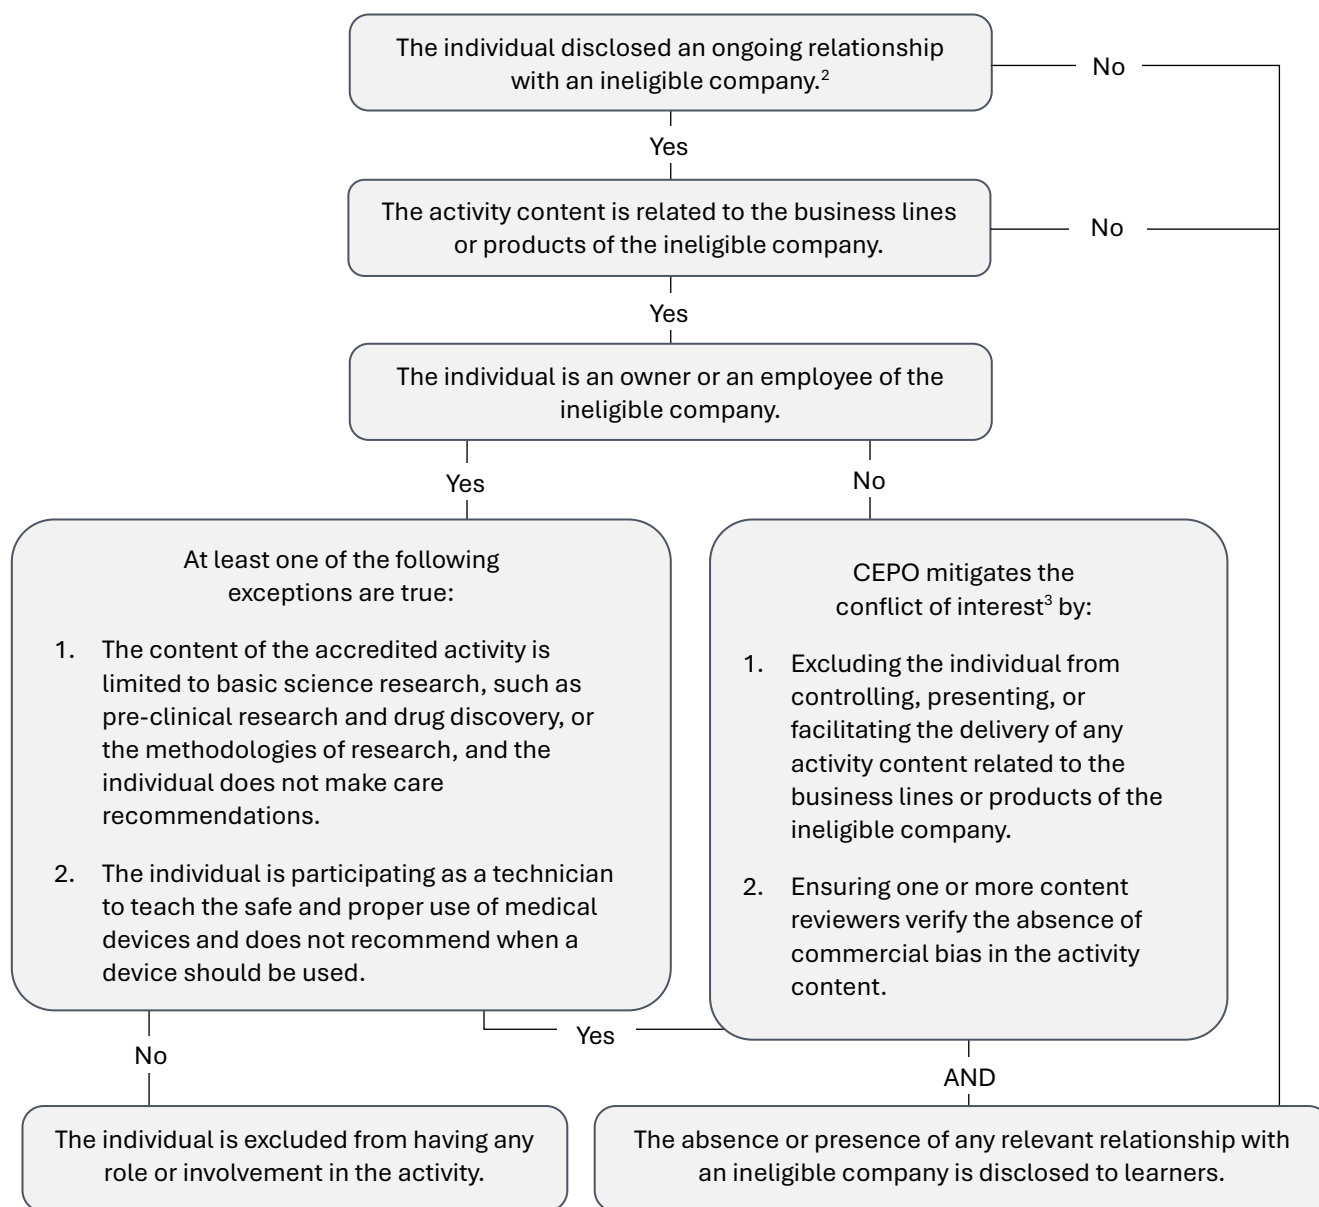 The individual disclosed an ongoing relationship
with an ineligible company.²
No
Yes
The activity content is related to the business lines
or products of the ineligible company.
No
Yes
The individual is an owner or an employee of the
ineligible company.
Yes
No
At least one of the following
exceptions are true:
1. The content of the accredited activity is
limited to basic science research, such as
pre-clinical research and drug discovery, or
the methodologies of research, and the
individual does not make care
recommendations.
2. The individual is participating as a technician
to teach the safe and proper use of medical
devices and does not recommend when a
device should be used.
CEPO mitigates the
conflict of interest³ by:
1. Excluding the individual from
controlling, presenting, or
facilitating the delivery of any
activity content related to the
business lines or products of the
ineligible company.
2. Ensuring one or more content
reviewers verify the absence of
commercial bias in the activity
content.
Yes
No
AND
The individual is excluded from having any
role or involvement in the activity.
The absence or presence of any relevant relationship with
an ineligible company is disclosed to learners.